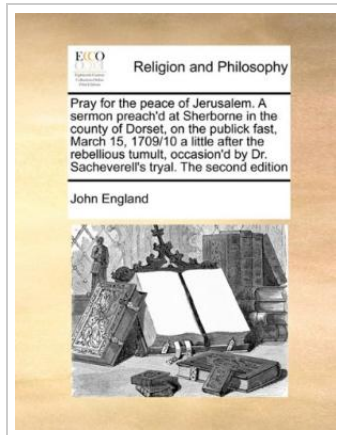 ECCO
Religion and Philosophy
Pray for the peace of Jerusalem. A
sermon preach'd at Sherborne in the
county of Dorset, on the publick fast,
March 15, 1709/10 a little after the
rebellious tumult, occasion'd by Dr.
Sacheverell's tryal. The second edition
John England